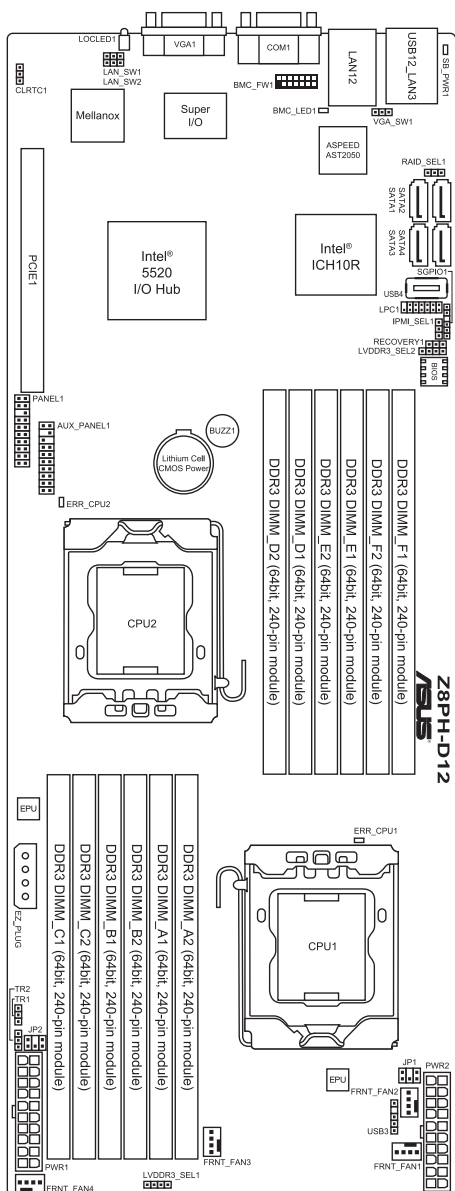 LOCLED1
VGA1
COM1
LAN12
USB12_LAN3
SB_PWR1
CLRTC1
LAN_SW1
LAN_SW2
BMC_FW1
Mellanox
Super
I/O
BMC_LED1
VGA_SW1
ASPEED
AST2050
RAID_SEL1
SATA2
SATA1
SATA4
SATA3
PCIE1
Intel®
5520
I/O Hub
Intel®
ICH10R
SGPIO1
USB4
LPC1
IPMI_SEL1
RECOVERY1
LVDDR3_SEL2
BIOS
PANEL1
AUX_PANEL1
BUZZ1
Lithium Cell
CMOS Power
ERR_CPU2
CPU2
DDR3 DIMM_D2 (64bit, 240-pin module)
DDR3 DIMM_D1 (64bit, 240-pin module)
DDR3 DIMM_E2 (64bit, 240-pin module)
DDR3 DIMM_E1 (64bit, 240-pin module)
DDR3 DIMM_F2 (64bit, 240-pin module)
DDR3 DIMM_F1 (64bit, 240-pin module)
Z8PH-D12
ASUS
EPU
EZ_PLUG
DDR3 DIMM_C1 (64bit, 240-pin module)
DDR3 DIMM_C2 (64bit, 240-pin module)
DDR3 DIMM_B1 (64bit, 240-pin module)
DDR3 DIMM_B2 (64bit, 240-pin module)
DDR3 DIMM_A1 (64bit, 240-pin module)
DDR3 DIMM_A2 (64bit, 240-pin module)
ERR_CPU1
CPU1
TR2
TR1
JP2
PWR1
FRNT_FAN4
LVDDR3_SEL1
FRNT_FAN3
EPU
JP1
PWR2
FRNT_FAN2
USB3
FRNT_FAN1